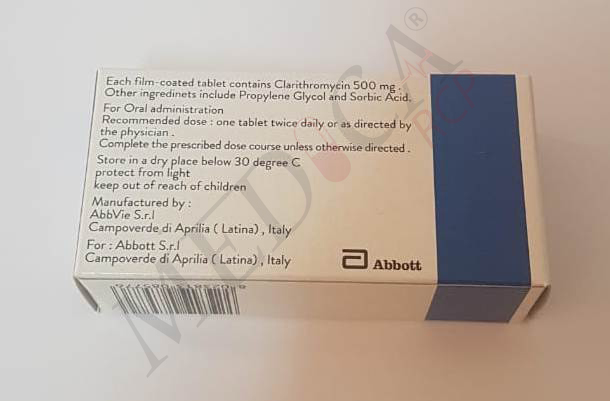 Each film-coated tablet contains Clarithromycin 500 mg .
Other ingredinets include Propylene Glycol and Sorbic Acid.
For Oral administration
Recommended dose : one tablet twice daily or as directed by
the physician .
Complete the prescribed dose course unless otherwise directed .
Store in a dry place below 30 degree C
protect from light
keep out of reach of children
Manufactured by :
AbbVie S.r.l
Campoverde di Aprilia ( Latina) , Italy
For : Abbott S.r.l
Campoverde di Aprilia ( Latina) , Italy
Abbott
MEDICA®